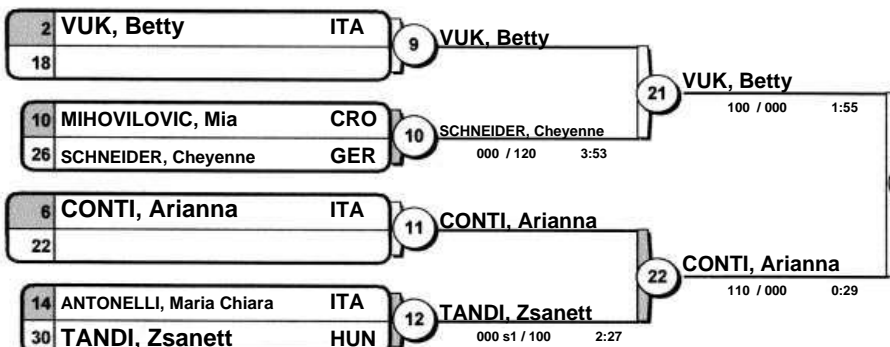 2 VUK, Betty ITA
18
9 VUK, Betty
10 MIHOVILOVIC, Mia CRO
26 SCHNEIDER, Cheyenne GER
10 SCHNEIDER, Cheyenne
000 / 120 3:53
21 VUK, Betty
100 / 000 1:55
6 CONTI, Arianna ITA
22
11 CONTI, Arianna
14 ANTONELLI, Maria Chiara ITA
30 TANDI, Zsanett HUN
12 TANDI, Zsanett
000 s1 / 100 2:27
22 CONTI, Arianna
110 / 000 0:29